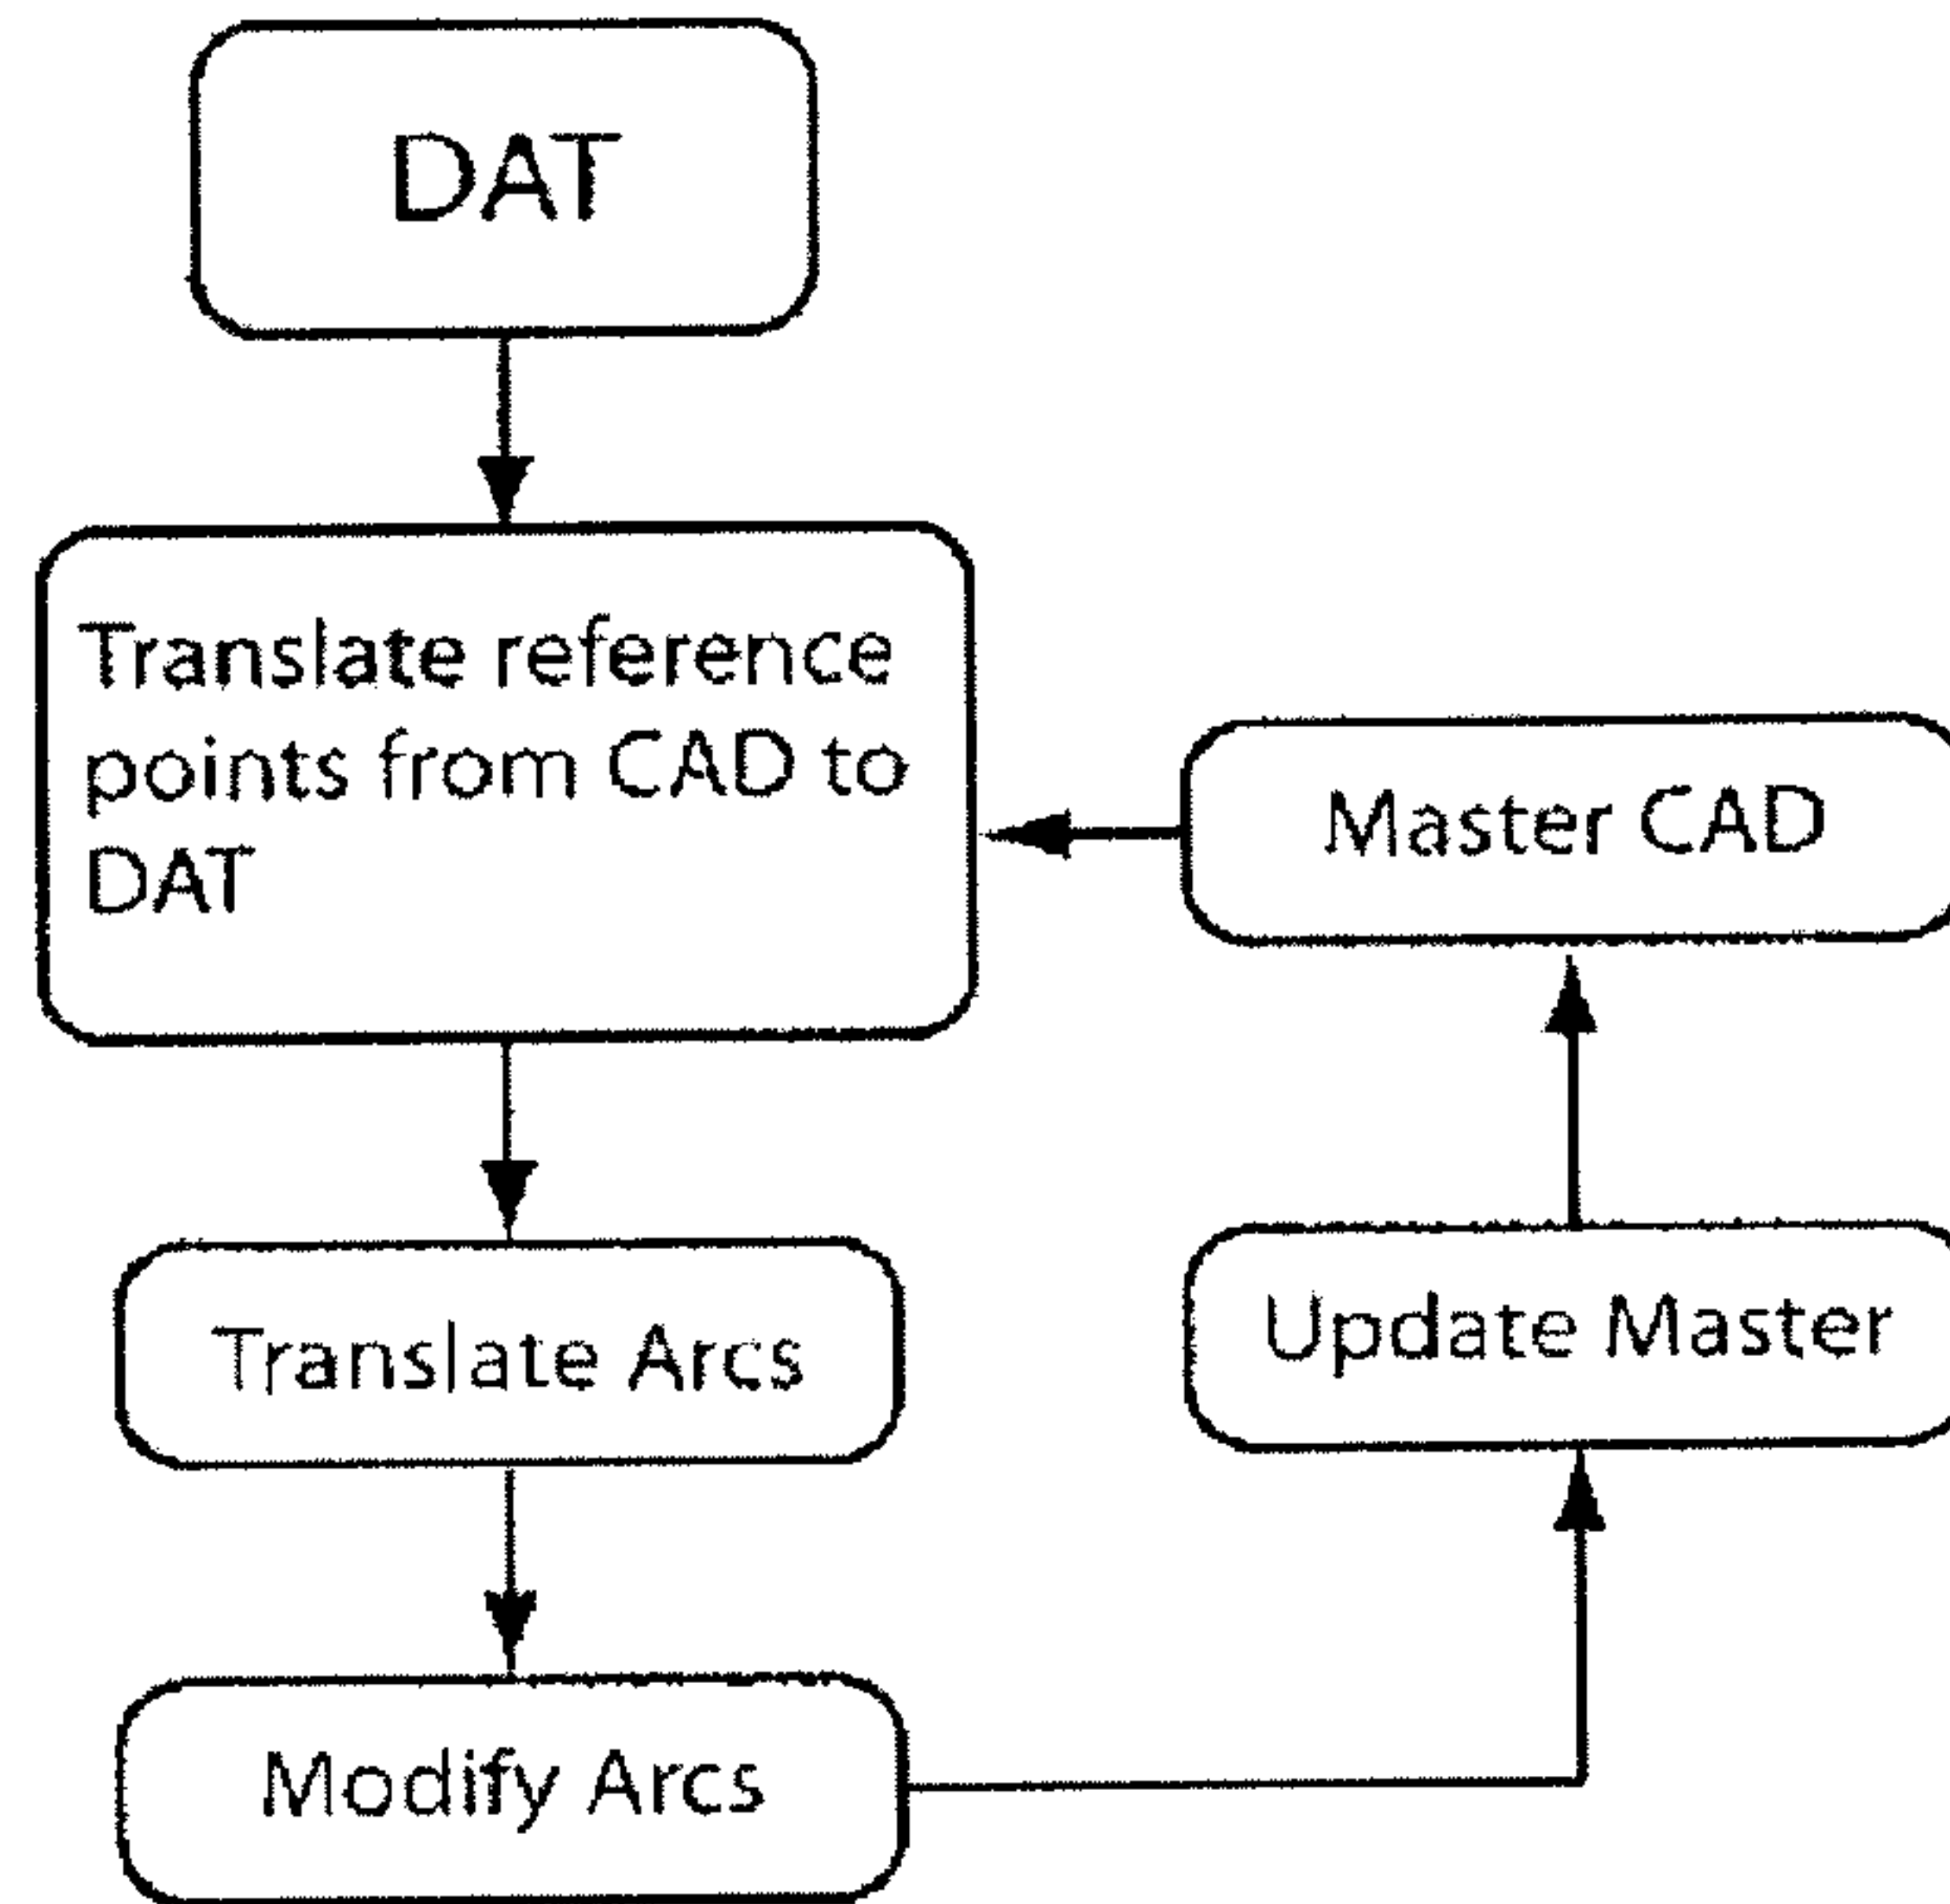 DAT
Translate reference
points from CAD to
DAT
Master CAD
Translate Arcs
Update Master
Modify Arcs